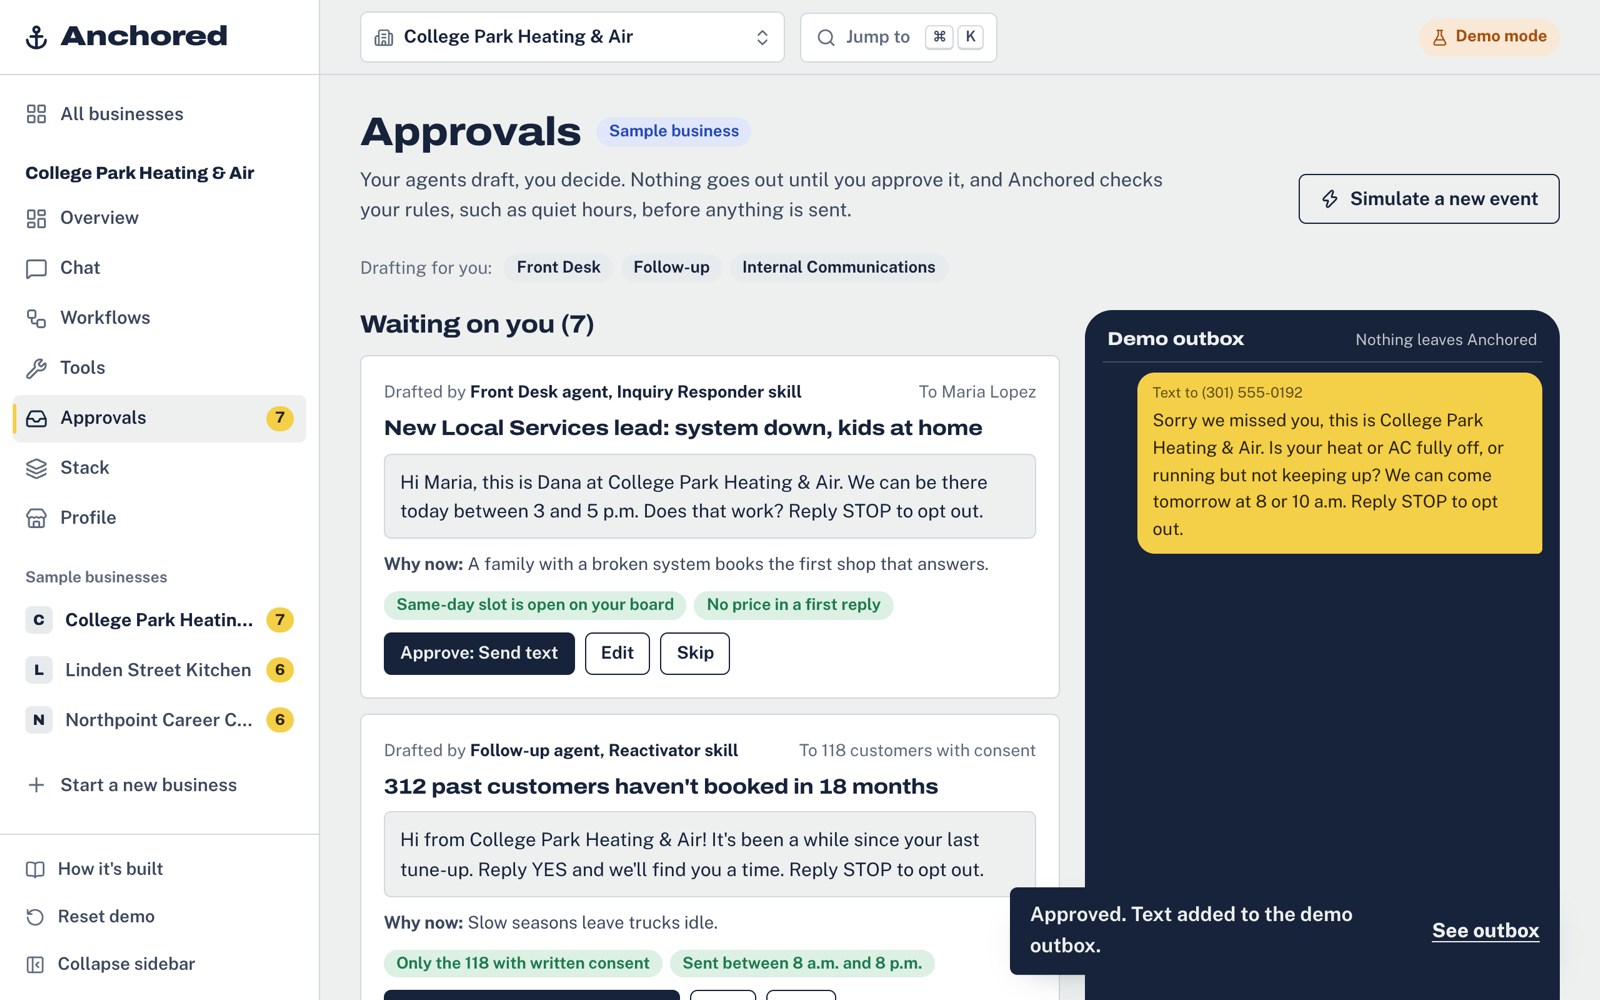 Anchored
College Park Heating & Air
Jump to ⌘ K
Demo mode
All businesses
College Park Heating & Air
Overview
Chat
Workflows
Tools
Approvals 7
Stack
Profile
Sample businesses
C College Park Heatin... 7
L Linden Street Kitchen 6
N Northpoint Career C... 6
Start a new business
How it's built
Reset demo
Collapse sidebar
Approvals Sample business
Your agents draft, you decide. Nothing goes out until you approve it, and Anchored checks
your rules, such as quiet hours, before anything is sent.
Simulate a new event
Drafting for you: Front Desk Follow-up Internal Communications
Waiting on you (7)
Drafted by Front Desk agent, Inquiry Responder skill To Maria Lopez
New Local Services lead: system down, kids at home
Hi Maria, this is Dana at College Park Heating & Air. We can be there
today between 3 and 5 p.m. Does that work? Reply STOP to opt out.
Why now: A family with a broken system books the first shop that answers.
Same-day slot is open on your board No price in a first reply
Approve: Send text Edit Skip
Drafted by Follow-up agent, Reactivator skill To 118 customers with consent
312 past customers haven't booked in 18 months
Hi from College Park Heating & Air! It's been a while since your last
tune-up. Reply YES and we'll find you a time. Reply STOP to opt out.
Why now: Slow seasons leave trucks idle.
Only the 118 with written consent Sent between 8 a.m. and 8 p.m.
Demo outbox Nothing leaves Anchored
Text to (301) 555-0192
Sorry we missed you, this is College Park
Heating & Air. Is your heat or AC fully off, or
running but not keeping up? We can come
tomorrow at 8 or 10 a.m. Reply STOP to opt
out.
Approved. Text added to the demo
outbox.
See outbox